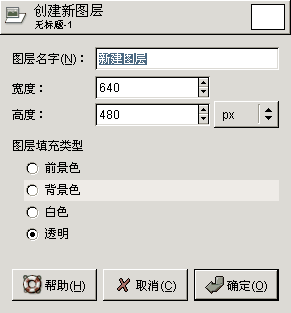 创建新图层
无标题-1
图层名字(N)： 新建图层
宽度： 640
高度： 480 px
图层填充类型
前景色
背景色
白色
透明
帮助(H) 取消(C) 确定(O)